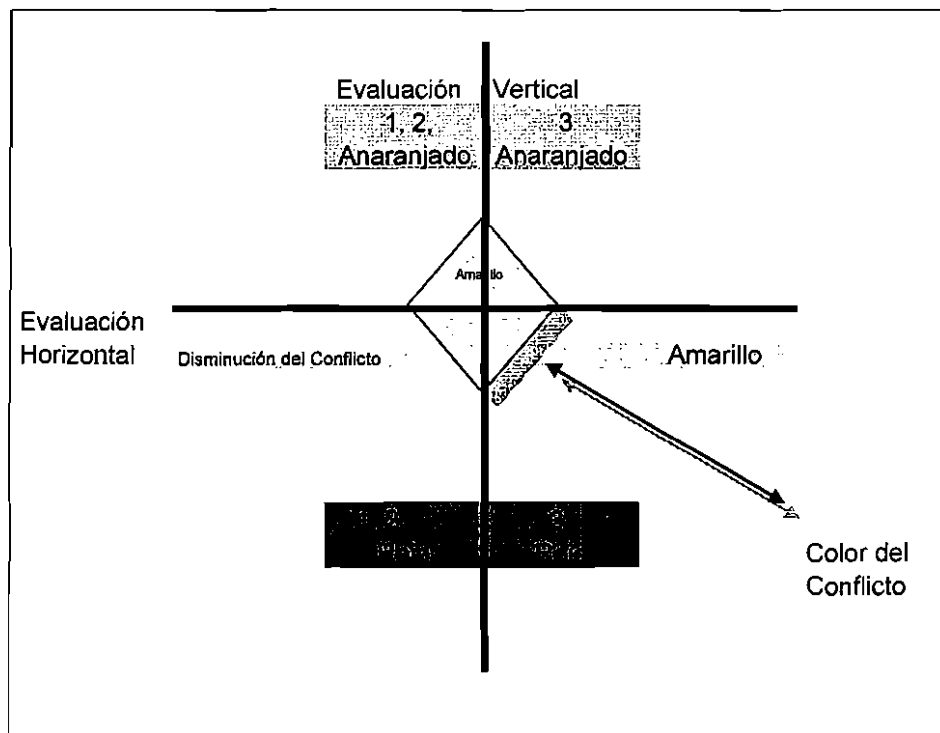 Evaluación Vertical
1, 2, 3
Anaranjado Anaranjado
Amarillo
Evaluación
Horizontal
Disminución del Conflicto
Amarillo
Color del
Conflicto